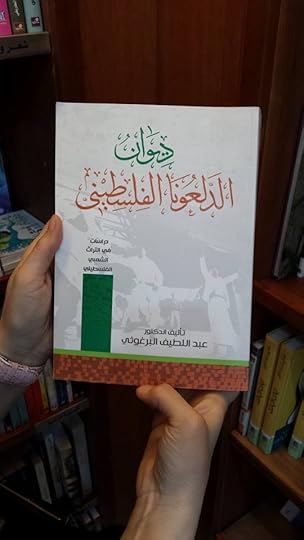 ديوان
الدلعونا الفلسطيني
دراسات
في التراث
الشعبي
الفلسطيني
تأليف الدكتور
عبد اللطيف البرغوثي